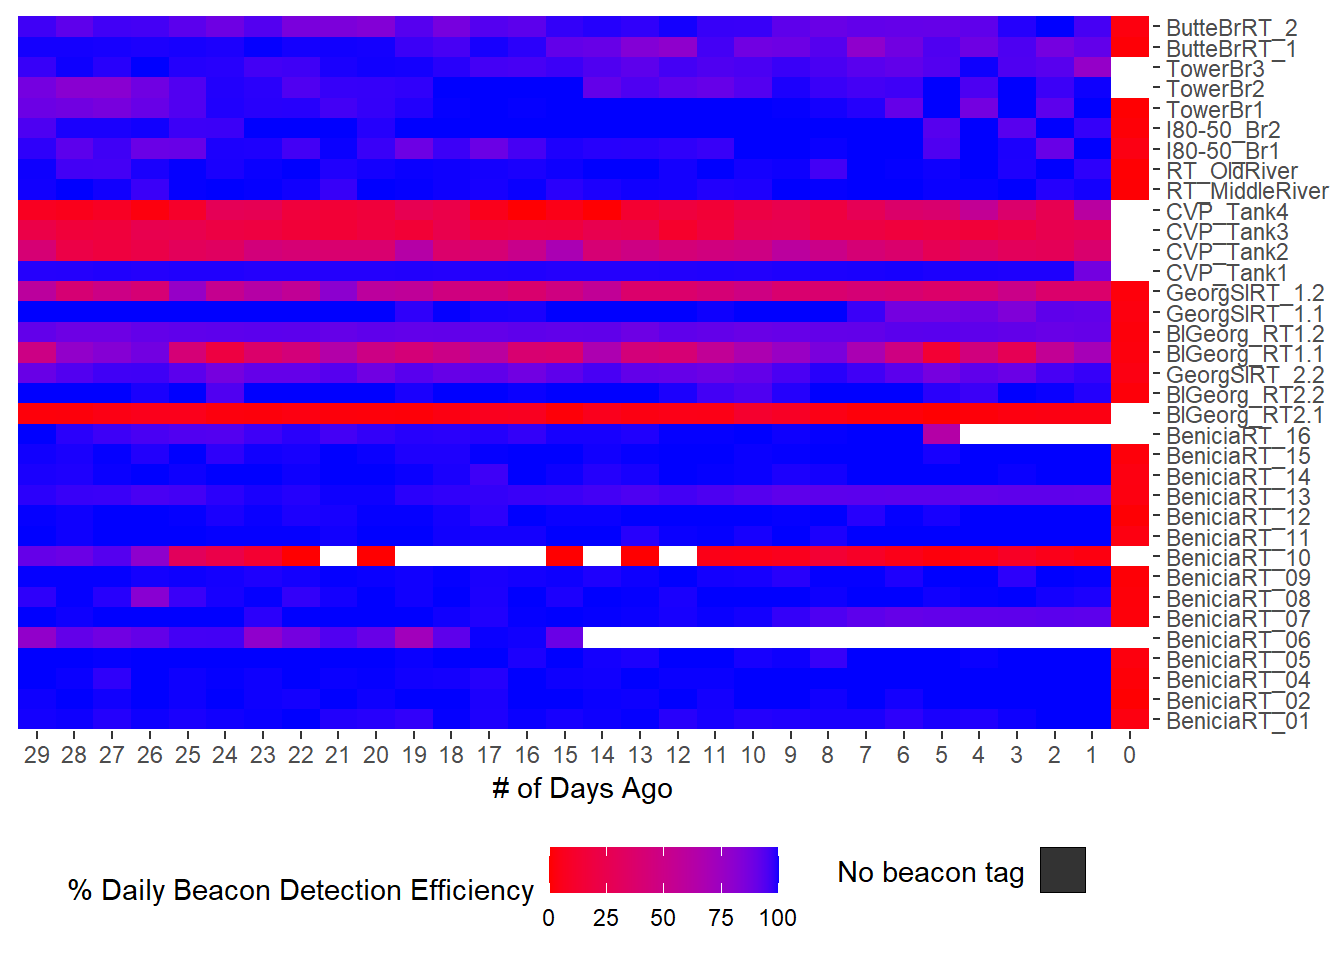 ButteBrRT_2
ButteBrRT_1
TowerBr3
TowerBr2
TowerBr1
I80-50_Br2
I80-50_Br1
RT_OldRiver
RT_MiddleRiver
CVP_Tank4
CVP_Tank3
CVP_Tank2
CVP_Tank1
GeorgSlRT_1.2
GeorgSlRT_1.1
BlGeorg_RT1.2
BlGeorg_RT1.1
GeorgSlRT_2.2
BlGeorg_RT2.2
BlGeorg_RT2.1
BeniciaRT_16
BeniciaRT_15
BeniciaRT_14
BeniciaRT_13
BeniciaRT_12
BeniciaRT_11
BeniciaRT_10
BeniciaRT_09
BeniciaRT_08
BeniciaRT_07
BeniciaRT_06
BeniciaRT_05
BeniciaRT_04
BeniciaRT_02
BeniciaRT_01
29 28 27 26 25 24 23 22 21 20 19 18 17 16 15 14 13 12 11 10 9 8 7 6 5 4 3 2 1 0
# of Days Ago
% Daily Beacon Detection Efficiency
0 25 50 75 100
No beacon tag